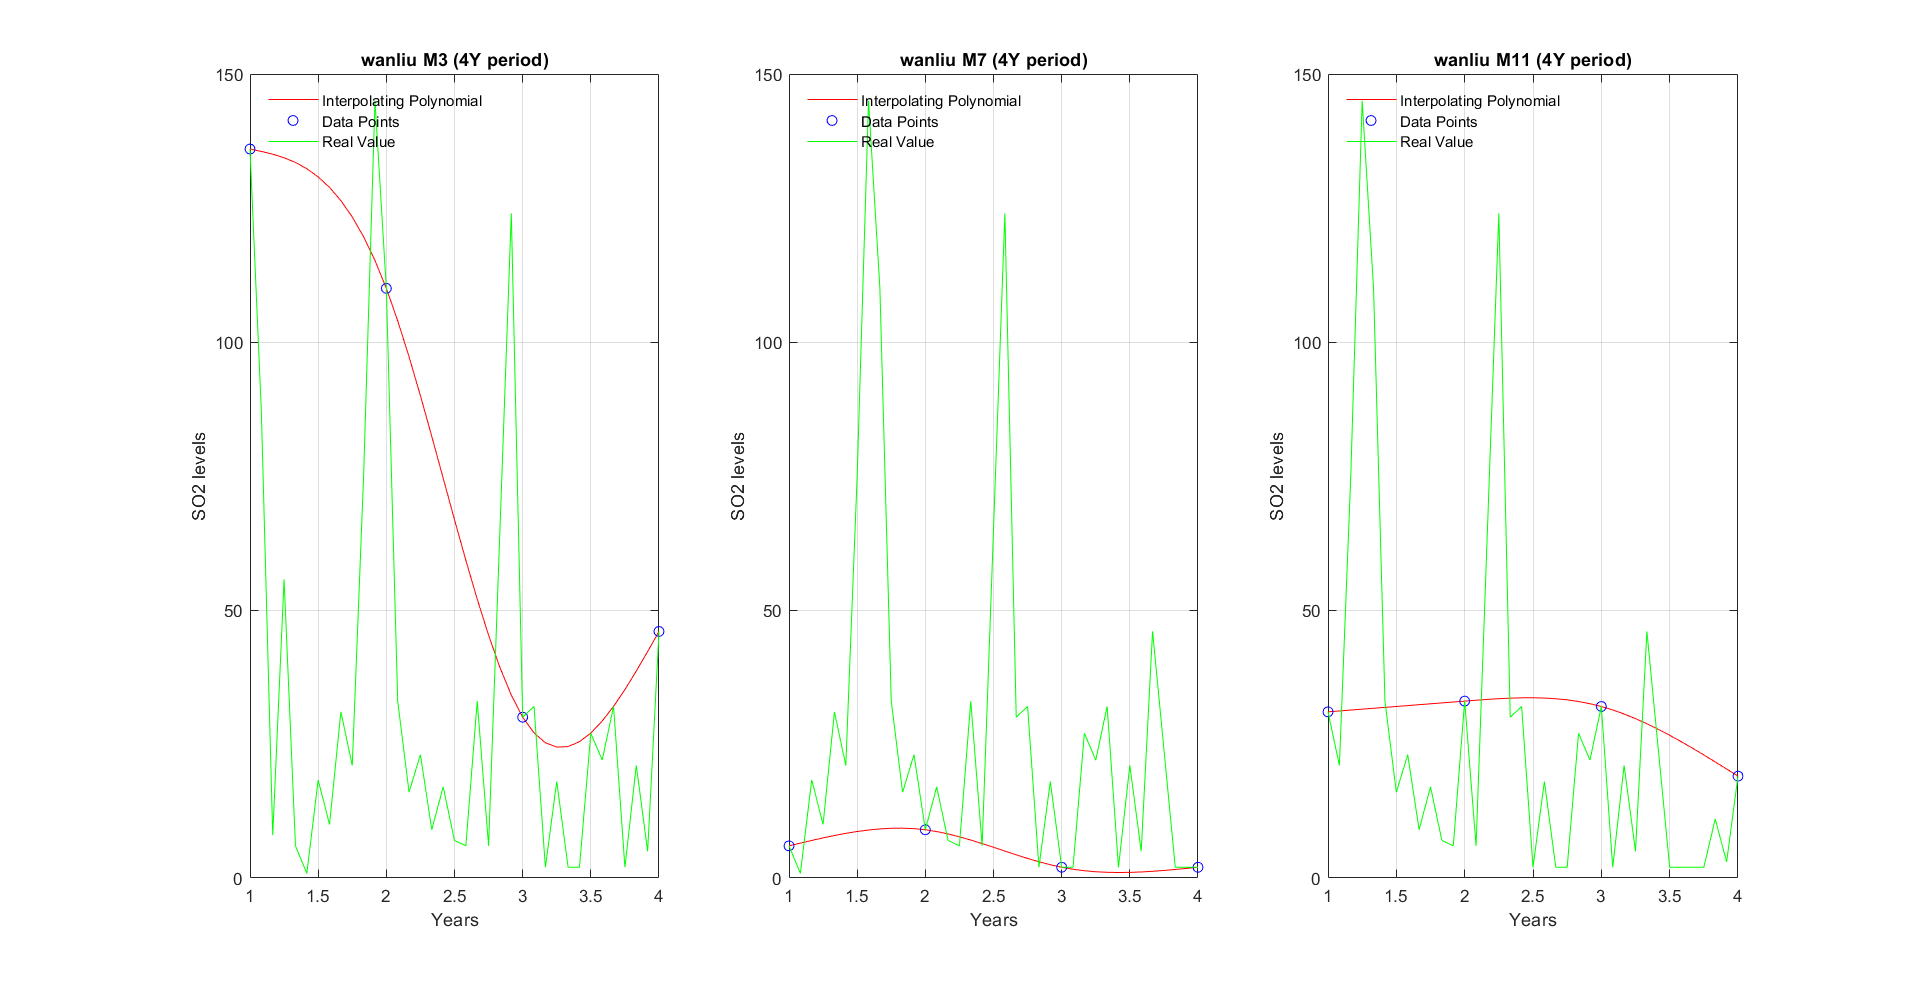 wanliu M3 (4Y period)
150
100
50
0
Interpolating Polynomial
Data Points
Real Value
SO2 levels
1 1.5 2 2.5 3 3.5 4
Years
wanliu M7 (4Y period)
150
100
50
0
Interpolating Polynomial
Data Points
Real Value
SO2 levels
1 1.5 2 2.5 3 3.5 4
Years
wanliu M11 (4Y period)
150
100
50
0
Interpolating Polynomial
Data Points
Real Value
SO2 levels
1 1.5 2 2.5 3 3.5 4
Years